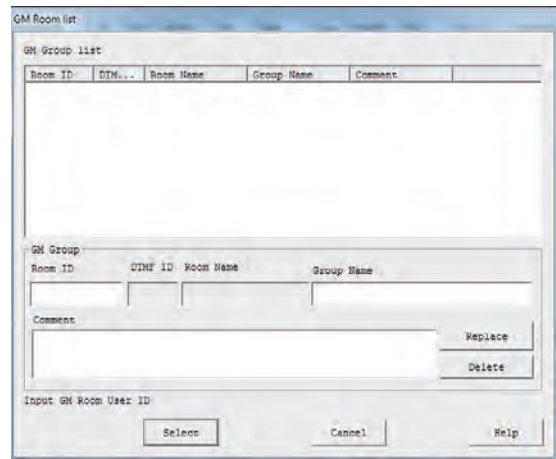 GM Room list
GM Group list
Room ID DTM... Room Name Group Name Comment
GM Group
Room ID DTMF ID Room Name Group Name
Comment
Replace
Delete
Input GM Room User ID
Select Cancel Help